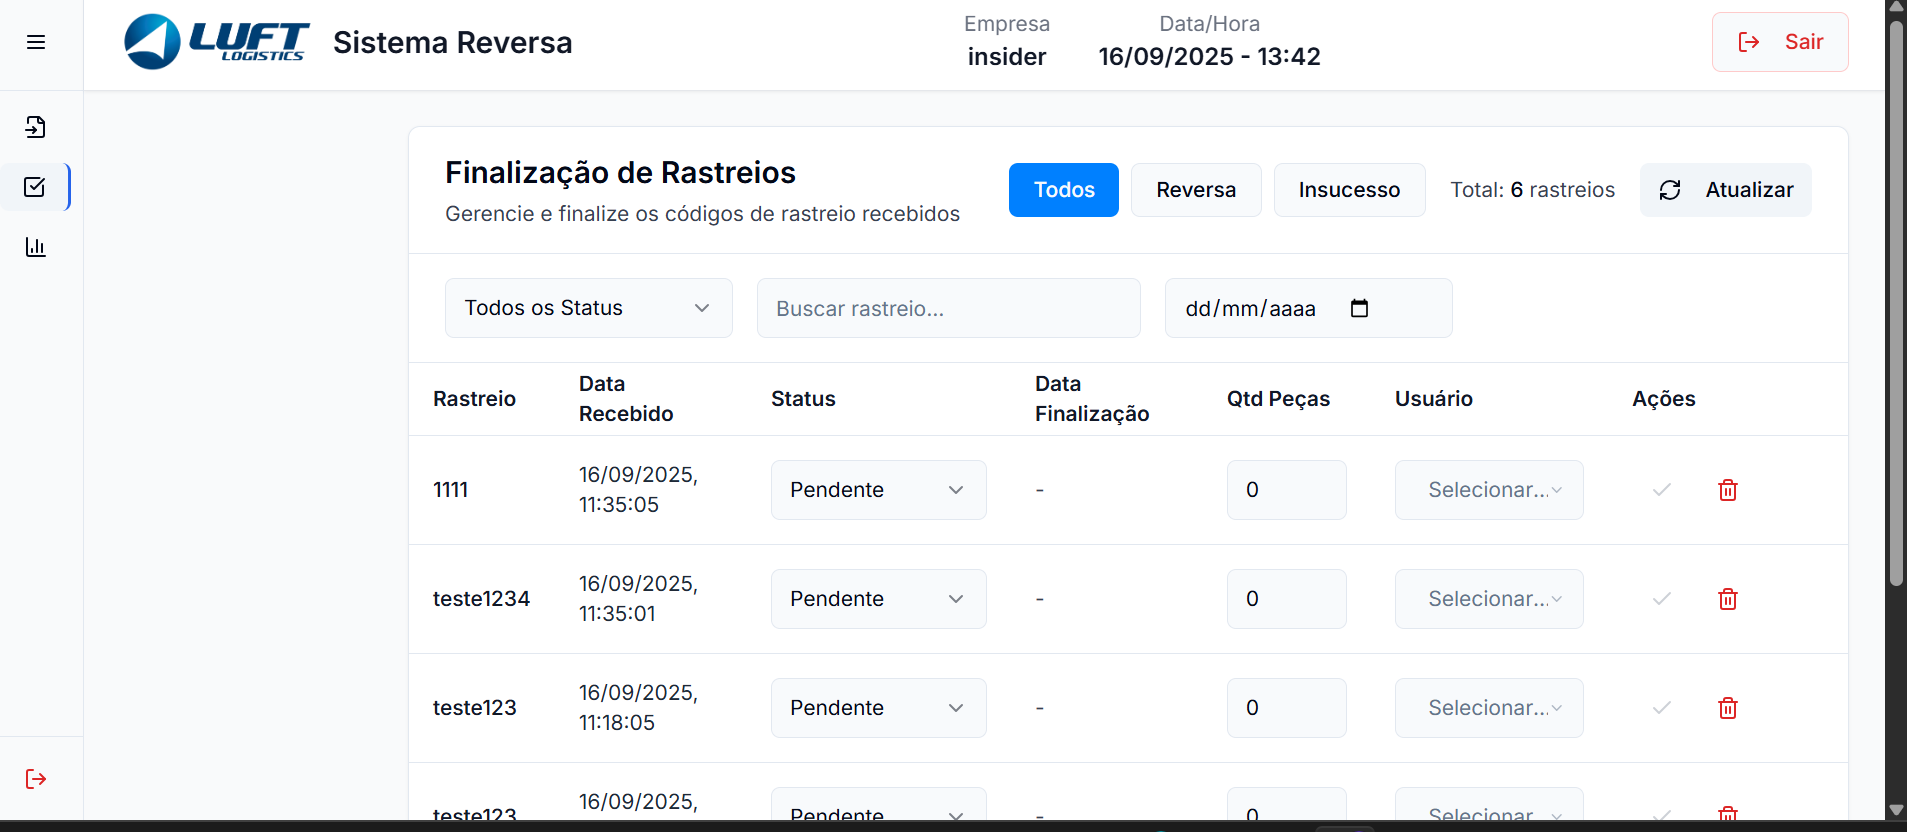 LUFT
LOGISTICS
Sistema Reversa
Empresa
insider
Data/Hora
16/09/2025 - 13:42
Sair
Finalização de Rastreios
Gerencie e finalize os códigos de rastreio recebidos
Todos
Reversa
Insucesso
Total: 6 rastreios
Atualizar
Todos os Status
Buscar rastreio...
dd/mm/aaaa
Rastreio
Data
Recebido
Status
Data
Finalização
Qtd Peças
Usuário
Ações
1111
16/09/2025,
11:35:05
Pendente
-
0
Selecionar...
teste1234
16/09/2025,
11:35:01
Pendente
-
0
Selecionar...
teste123
16/09/2025,
11:18:05
Pendente
-
0
Selecionar...
teste123
16/09/2025,
Pendente
-
0
Selecionar...